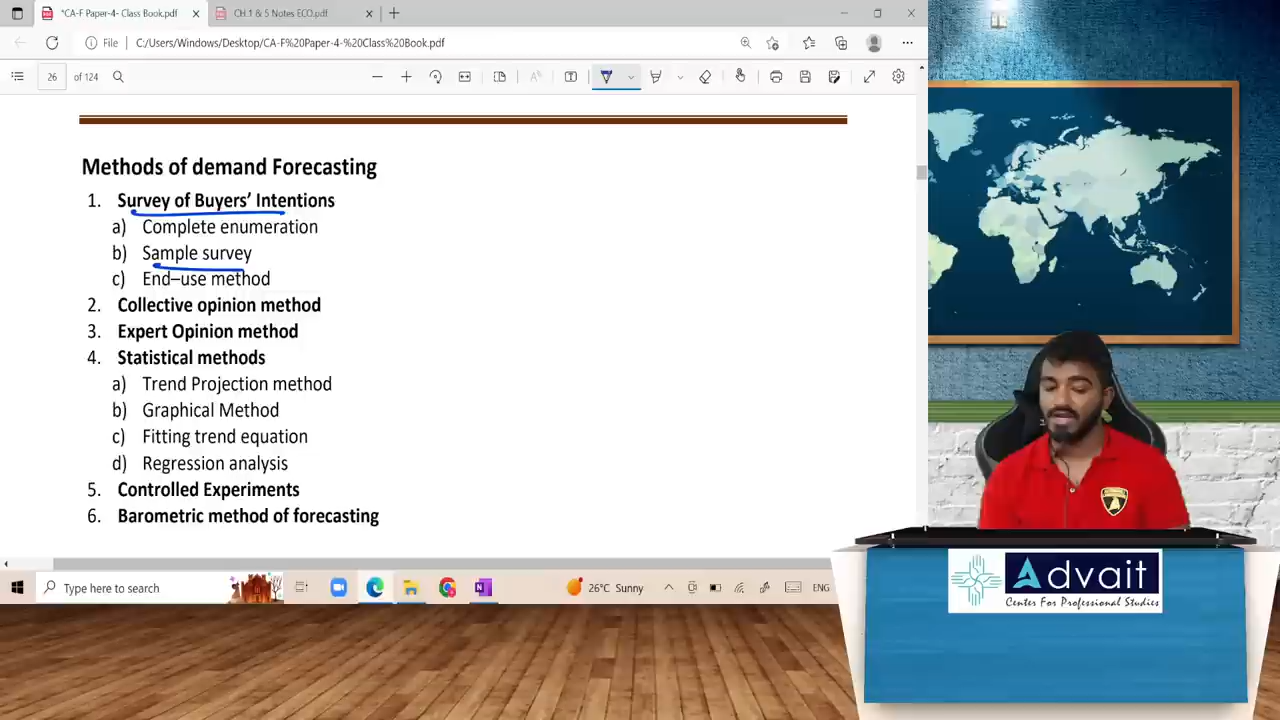 *CA-F Paper-4- Class Book.pdf
CH.1 & 5 Notes ECO.pdf
File
C:/Users/Windows/Desktop/CA-F%20Paper-4-%20Class%20Book.pdf
26 of 124
Methods of demand Forecasting
1. Survey of Buyers' Intentions
a) Complete enumeration
b) Sample survey
c) End–use method
2. Collective opinion method
3. Expert Opinion method
4. Statistical methods
a) Trend Projection method
b) Graphical Method
c) Fitting trend equation
d) Regression analysis
5. Controlled Experiments
6. Barometric method of forecasting
Type here to search
26°C Sunny
ENG
Advait
Center For Professional Studies